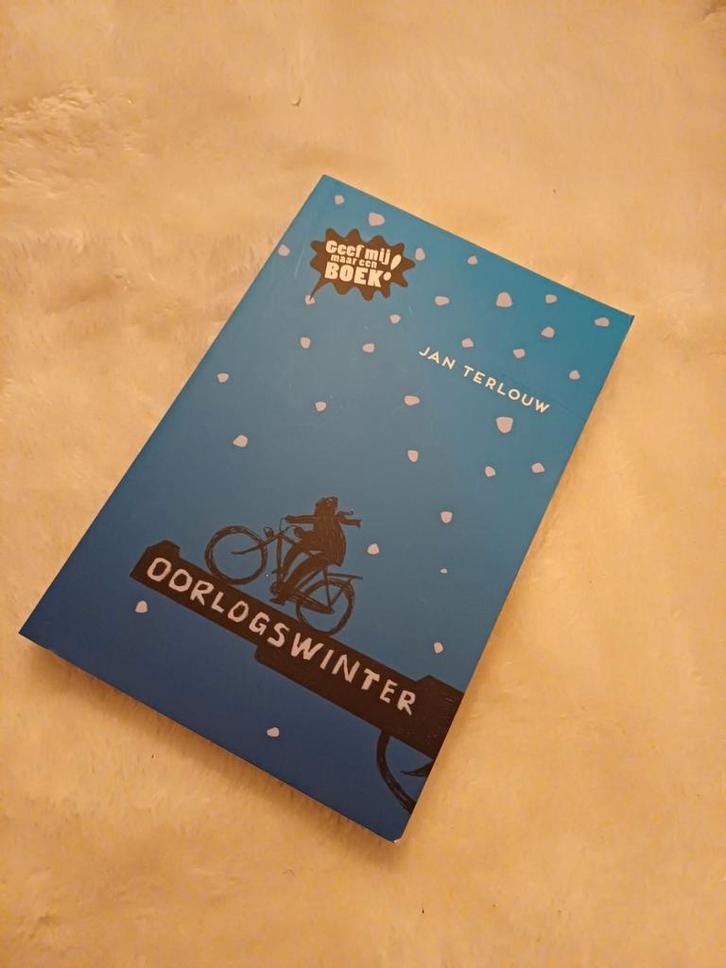 Geef mij
maar een
BOEK!
JAN TERLOUW
OORLOGSWINTER